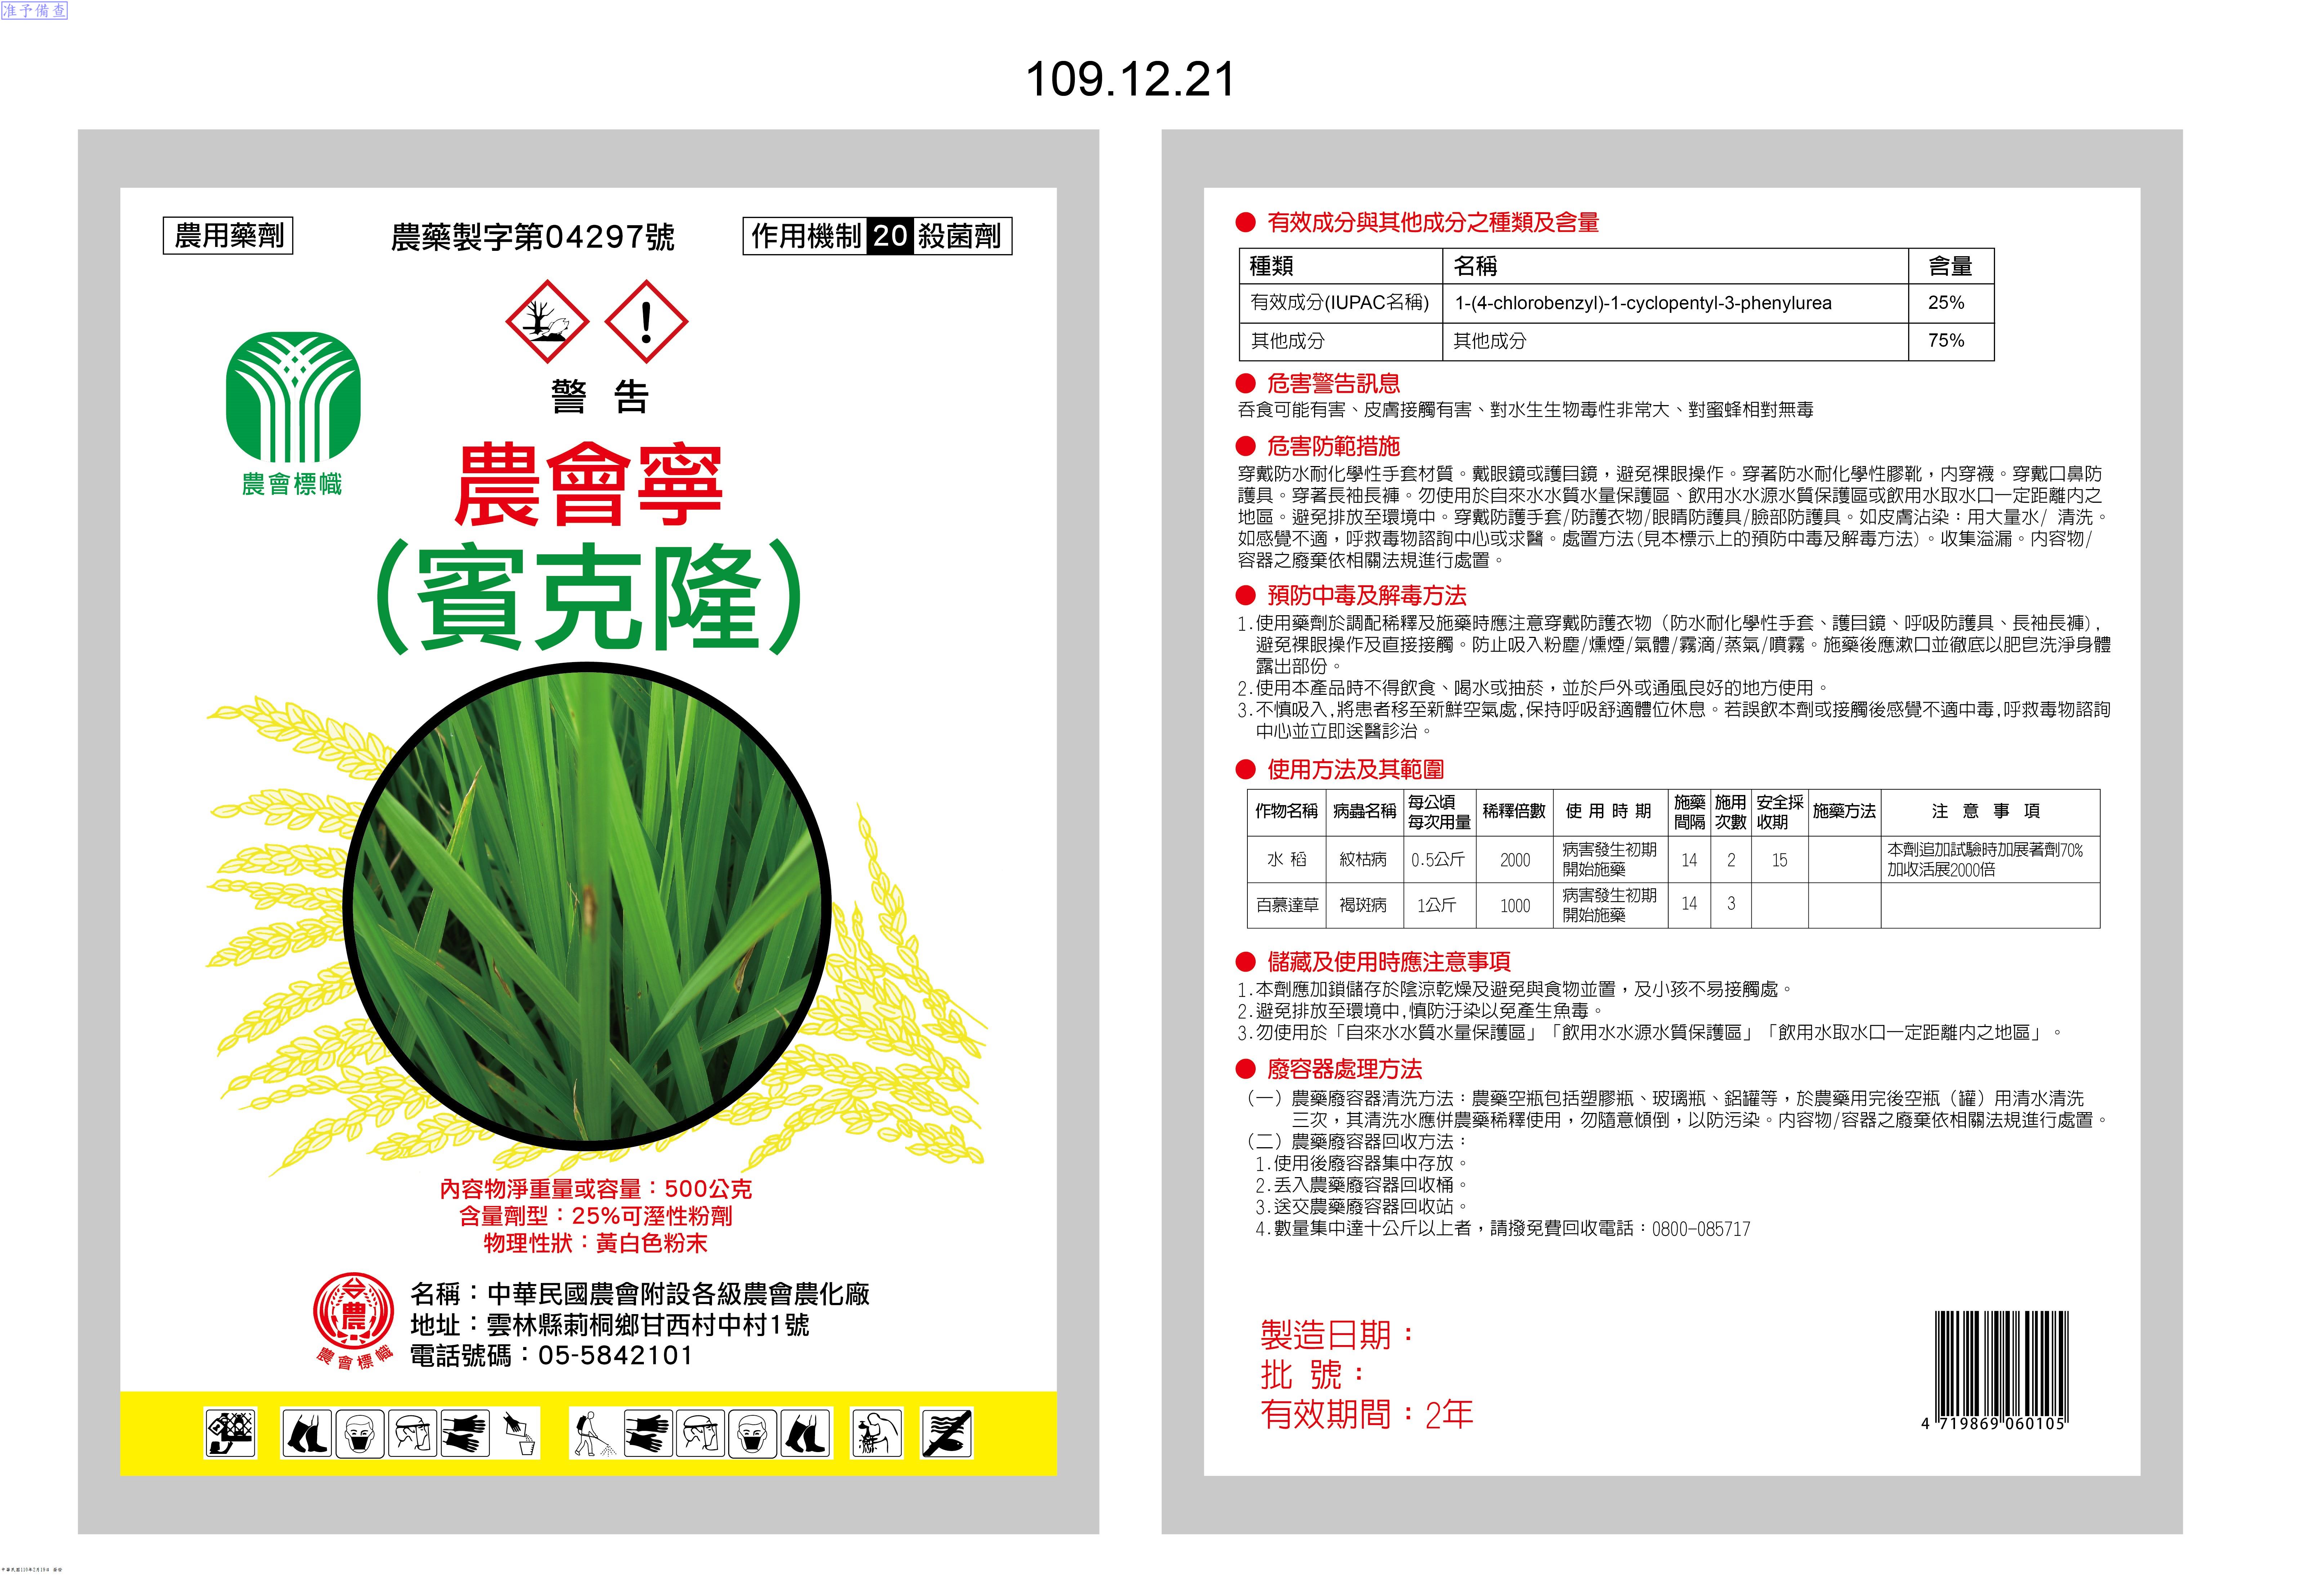 准予備查
109.12.21
農用藥劑
農藥製字第04297號
作用機制 20 殺菌劑
農會標幟
警 告
農會寧
(賓克隆)
內容物淨重量或容量：500公克
含量劑型：25%可溼性粉劑
物理性狀：黃白色粉末
台農
農會標幟
名稱：中華民國農會附設各級農會農化廠
地址：雲林縣莿桐鄉甘西村中村1號
電話號碼：05-5842101
● 有效成分與其他成分之種類及含量
種類 名稱 含量
有效成分(IUPAC名稱) 1-(4-chlorobenzyl)-1-cyclopentyl-3-phenylurea 25%
其他成分 其他成分 75%
● 危害警告訊息
吞食可能有害、皮膚接觸有害、對水生生物毒性非常大、對蜜蜂相對無毒
● 危害防範措施
穿戴防水耐化學性手套材質。戴眼鏡或護目鏡，避免裸眼操作。穿著防水耐化學性膠靴，內穿襪。穿戴口鼻防
護具。穿著長袖長褲。勿使用於自來水水質水量保護區、飲用水水源水質保護區或飲用水取水口一定距離內之
地區。避免排放至環境中。穿戴防護手套/防護衣物/眼睛防護具/臉部防護具。如皮膚沾染：用大量水/ 清洗。
如感覺不適，呼救毒物諮詢中心或求醫。處置方法(見本標示上的預防中毒及解毒方法)。收集溢漏。內容物/
容器之廢棄依相關法規進行處置。
● 預防中毒及解毒方法
1.使用藥劑於調配稀釋及施藥時應注意穿戴防護衣物（防水耐化學性手套、護目鏡、呼吸防護具、長袖長褲),
避免裸眼操作及直接接觸。防止吸入粉塵/燻煙/氣體/霧滴/蒸氣/噴霧。施藥後應漱口並徹底以肥皂洗淨身體
露出部份。
2.使用本產品時不得飲食、喝水或抽菸，並於戶外或通風良好的地方使用。
3.不慎吸入,將患者移至新鮮空氣處,保持呼吸舒適體位休息。若誤飲本劑或接觸後感覺不適中毒,呼救毒物諮詢
中心並立即送醫診治。
● 使用方法及其範圍
作物名稱 病蟲名稱 每公頃每次用量 稀釋倍數 使用時期 施藥間隔 施用次數 安全採收期 施藥方法 注意事項
水 稻 紋枯病 0.5公斤 2000 病害發生初期開始施藥 14 2 15 本劑追加試驗時加展著劑70%加收活展2000倍
百慕達草 褐斑病 1公斤 1000 病害發生初期開始施藥 14 3
● 儲藏及使用時應注意事項
1.本劑應加鎖儲存於陰涼乾燥及避免與食物並置，及小孩不易接觸處。
2.避免排放至環境中,慎防汙染以免產生魚毒。
3.勿使用於「自來水水質水量保護區」「飲用水水源水質保護區」「飲用水取水口一定距離內之地區」。
● 廢容器處理方法
（一）農藥廢容器清洗方法：農藥空瓶包括塑膠瓶、玻璃瓶、鋁罐等，於農藥用完後空瓶（罐）用清水清洗
三次，其清洗水應併農藥稀釋使用，勿隨意傾倒，以防污染。內容物/容器之廢棄依相關法規進行處置。
（二）農藥廢容器回收方法：
1.使用後廢容器集中存放。
2.丟入農藥廢容器回收桶。
3.送交農藥廢容器回收站。
4.數量集中達十公斤以上者，請撥免費回收電話：0800-085717
製造日期：
批 號：
有效期間：2年
4 719869 060105